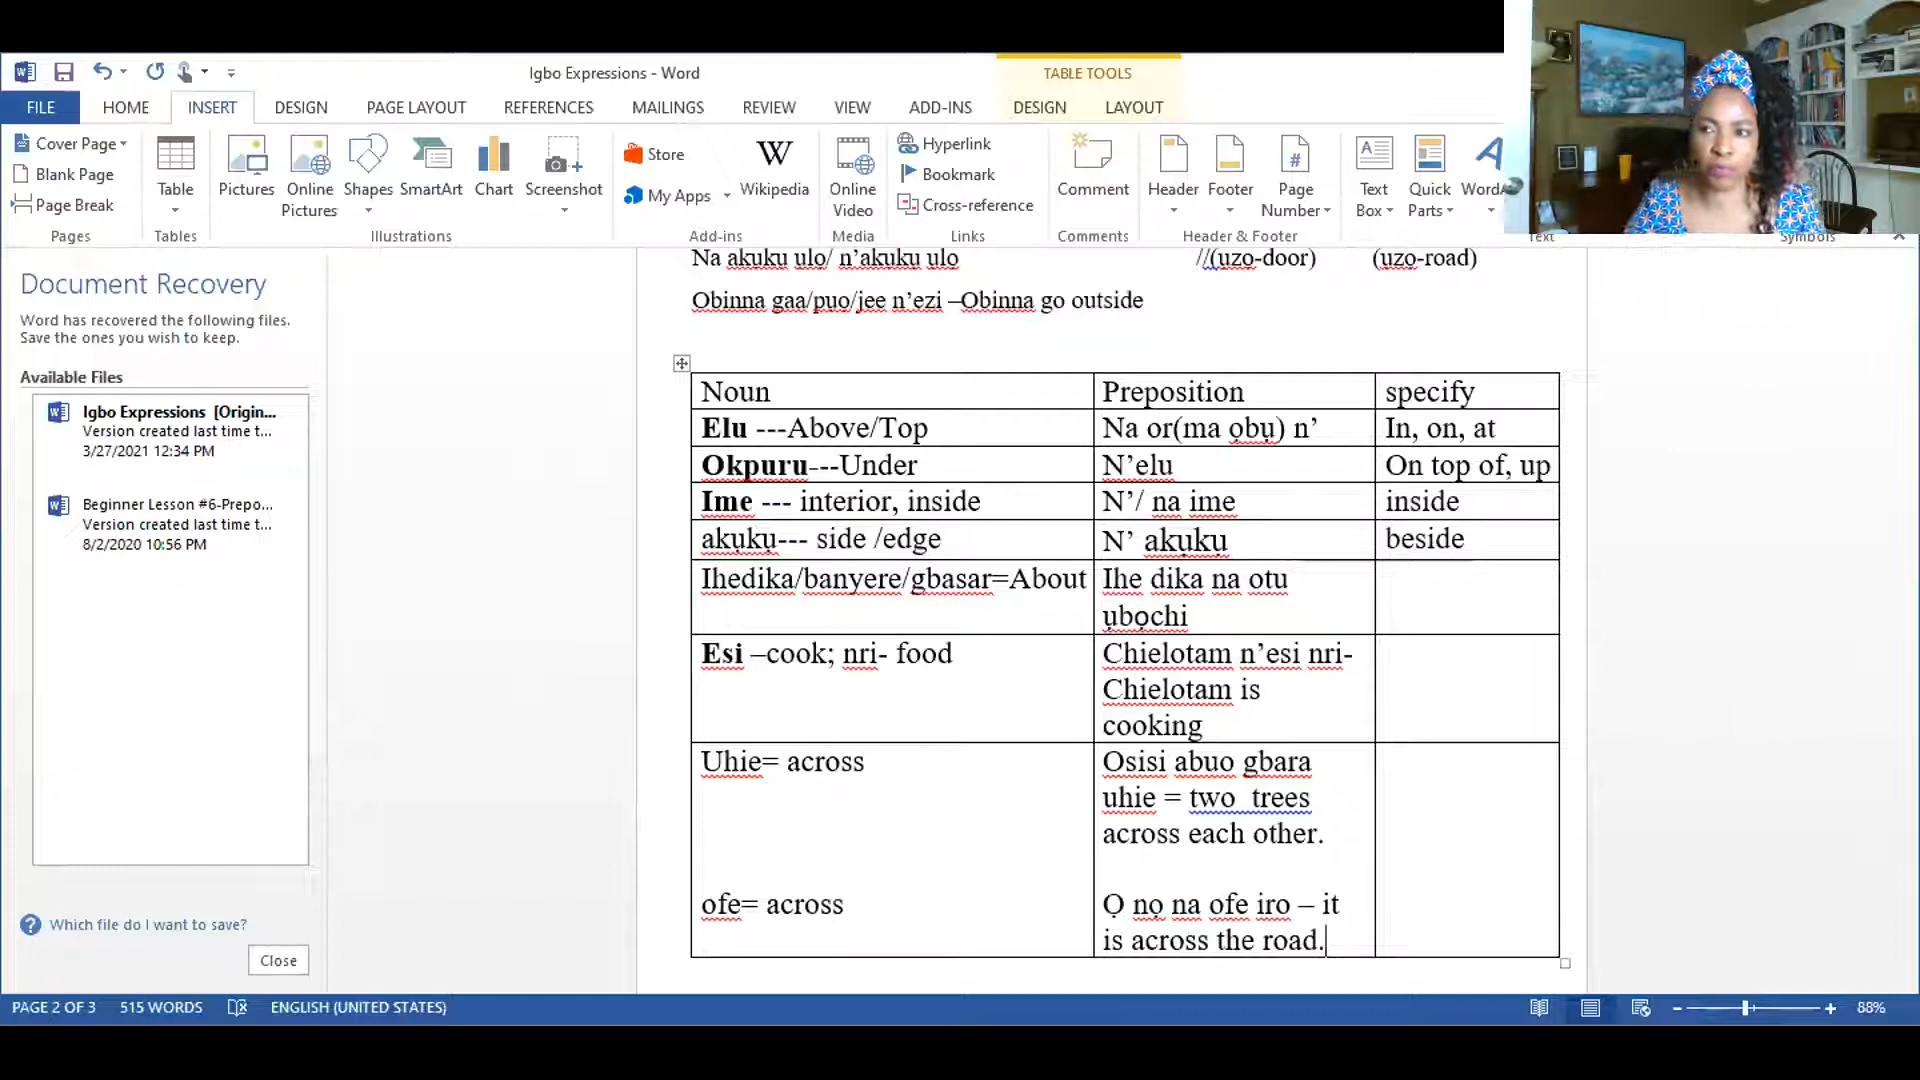 Igbo Expressions - Word
TABLE TOOLS
FILE HOME INSERT DESIGN PAGE LAYOUT REFERENCES MAILINGS REVIEW VIEW ADD-INS DESIGN LAYOUT
Cover Page
Blank Page
Page Break
Pages
Table
Tables
Pictures
Online Pictures
Shapes
SmartArt
Chart
Screenshot
Illustrations
Store
My Apps
Wikipedia
Add-ins
Online Video
Media
Hyperlink
Bookmark
Cross-reference
Links
Comment
Comments
Header
Footer
Page Number
Header & Footer
Text Box
Quick Parts
Text
Symbols
Document Recovery
Word has recovered the following files.
Save the ones you wish to keep.
Available Files
Igbo Expressions [Origin...
Version created last time t...
3/27/2021 12:34 PM
Beginner Lesson #6-Prepo...
Version created last time t...
8/2/2020 10:56 PM
Which file do I want to save?
Close
Na akuku ulo/ n’akuku ulo //(uzo-door) (uzo-road)
Obinna gaa/puo/jee n’ezi –Obinna go outside
Noun Preposition specify
Elu ---Above/Top Na or(ma ọbụ) n’ In, on, at
Okpuru---Under N’elu On top of, up
Ime --- interior, inside N’/ na ime inside
akụkụ--- side /edge N’ akụkụ beside
Ihedika/banyere/gbasar=About Ihe dika na otu
ụbọchi
Esi –cook; nri- food Chielotam n’esi nri-
Chielotam is
cooking
Uhie= across Osisi abuo gbara
uhie = two trees
across each other.
ofe= across Ọ nọ na ofe iro – it
is across the road.
PAGE 2 OF 3 515 WORDS ENGLISH (UNITED STATES) 88%